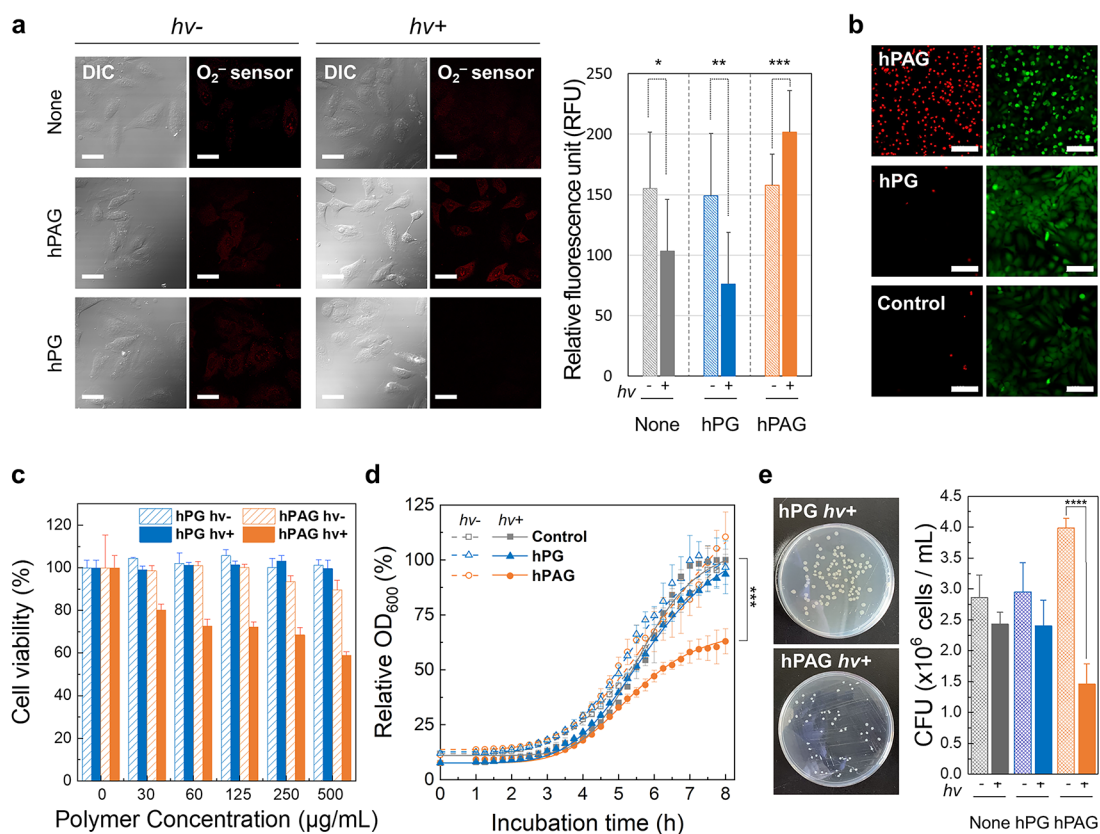 a
hv-
hv+
DIC
O₂⁻ sensor
DIC
O₂⁻ sensor
None
hPAG
hPG
Relative fluorescence unit (RFU)
250
200
150
100
50
0
*
**
***
hv
- + - + - +
None hPG hPAG
b
hPAG
hPG
Control
c
Cell viability (%)
120
100
80
60
40
20
0
hPG hv- hPAG hv-
hPG hv+ hPAG hv+
0 30 60 125 250 500
Polymer Concentration (µg/mL)
d
Relative OD₆₀₀ (%)
125
100
75
50
25
0
hv- hv+
Control
hPG
hPAG
***
0 1 2 3 4 5 6 7 8
Incubation time (h)
e
hPG hv+
hPAG hv+
CFU (x10⁶ cells / mL)
4.5
4.0
3.5
3.0
2.5
2.0
1.5
1.0
0.5
0.0
****
- + - + - +
hv
None hPG hPAG